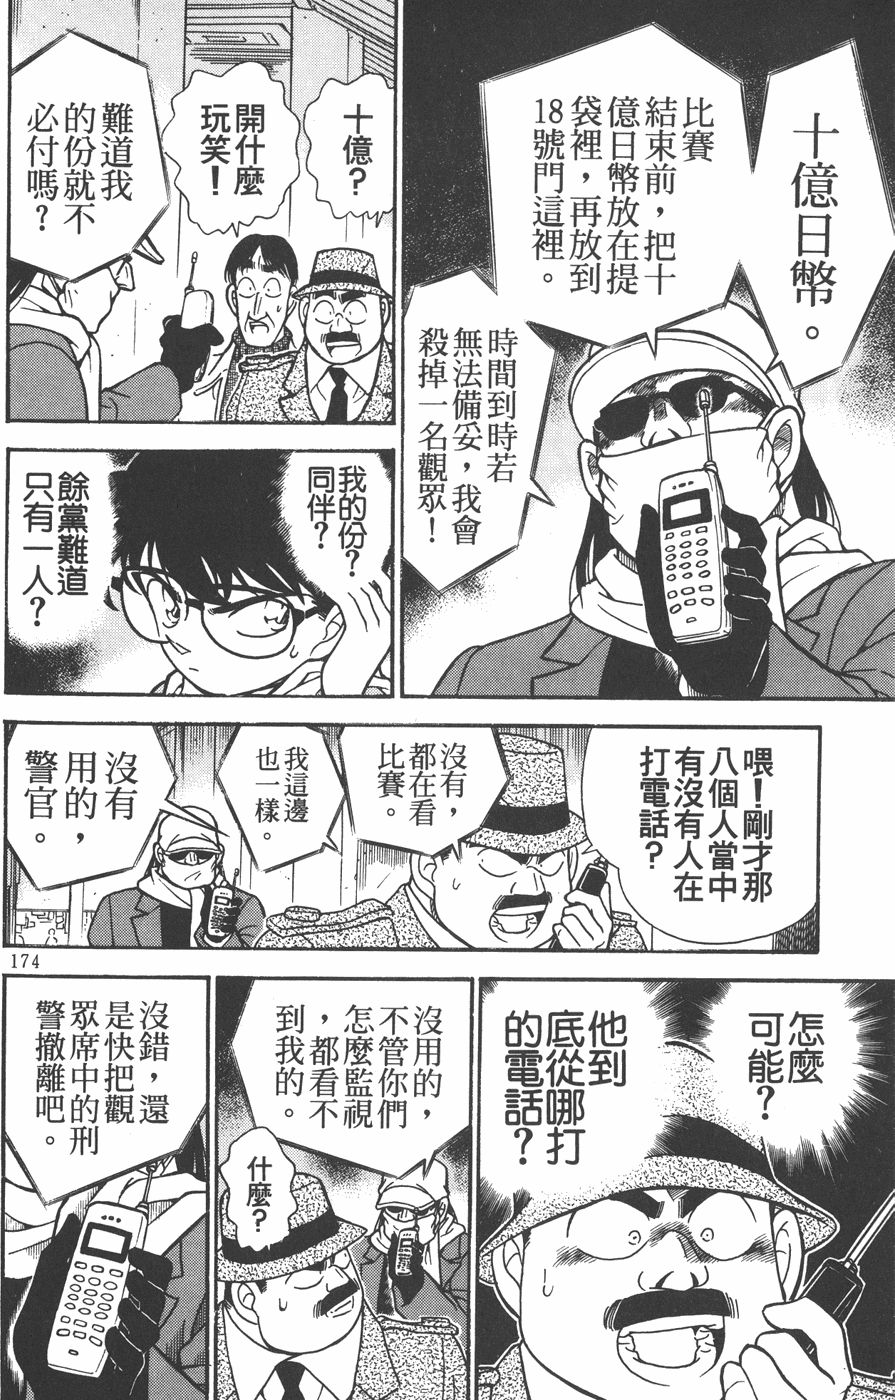 十億日幣。
比賽
結束前，把十
億日幣放在提
袋裡，再放到
18號門這裡。
時間到時若
無法備妥，我會
殺掉一名觀眾！
十億？
開什麼
玩笑！
難道我
的份就不
必付嗎？
我的份？
同伴？
餘黨難道
只有一人？
喂！剛才那
八個人當中
有沒有人在
打電話？
沒有，
都在看
比賽。
我這邊
也一樣。
沒有
用的，
警官。
174
怎麼
可能？
他到
底從哪打
的電話？
沒用的，
不管你們
怎麼監視
，都看不
到我的。
什麼？
沒錯，還
是快把觀
眾席中的刑
警撤離吧。